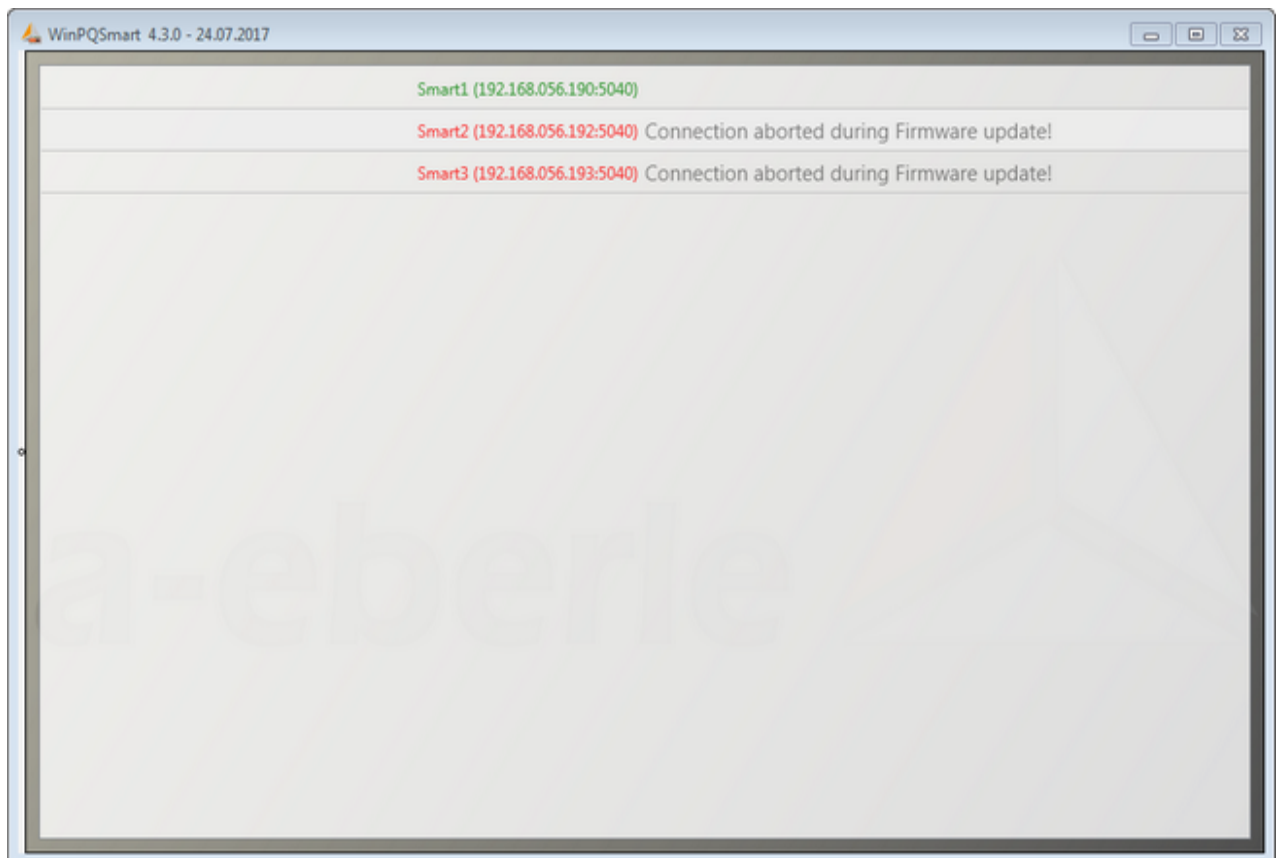 WinPQSmart 4.3.0 - 24.07.2017
Smart1 (192.168.056.190:5040)
Smart2 (192.168.056.192:5040) Connection aborted during Firmware update!
Smart3 (192.168.056.193:5040) Connection aborted during Firmware update!
a-eberle